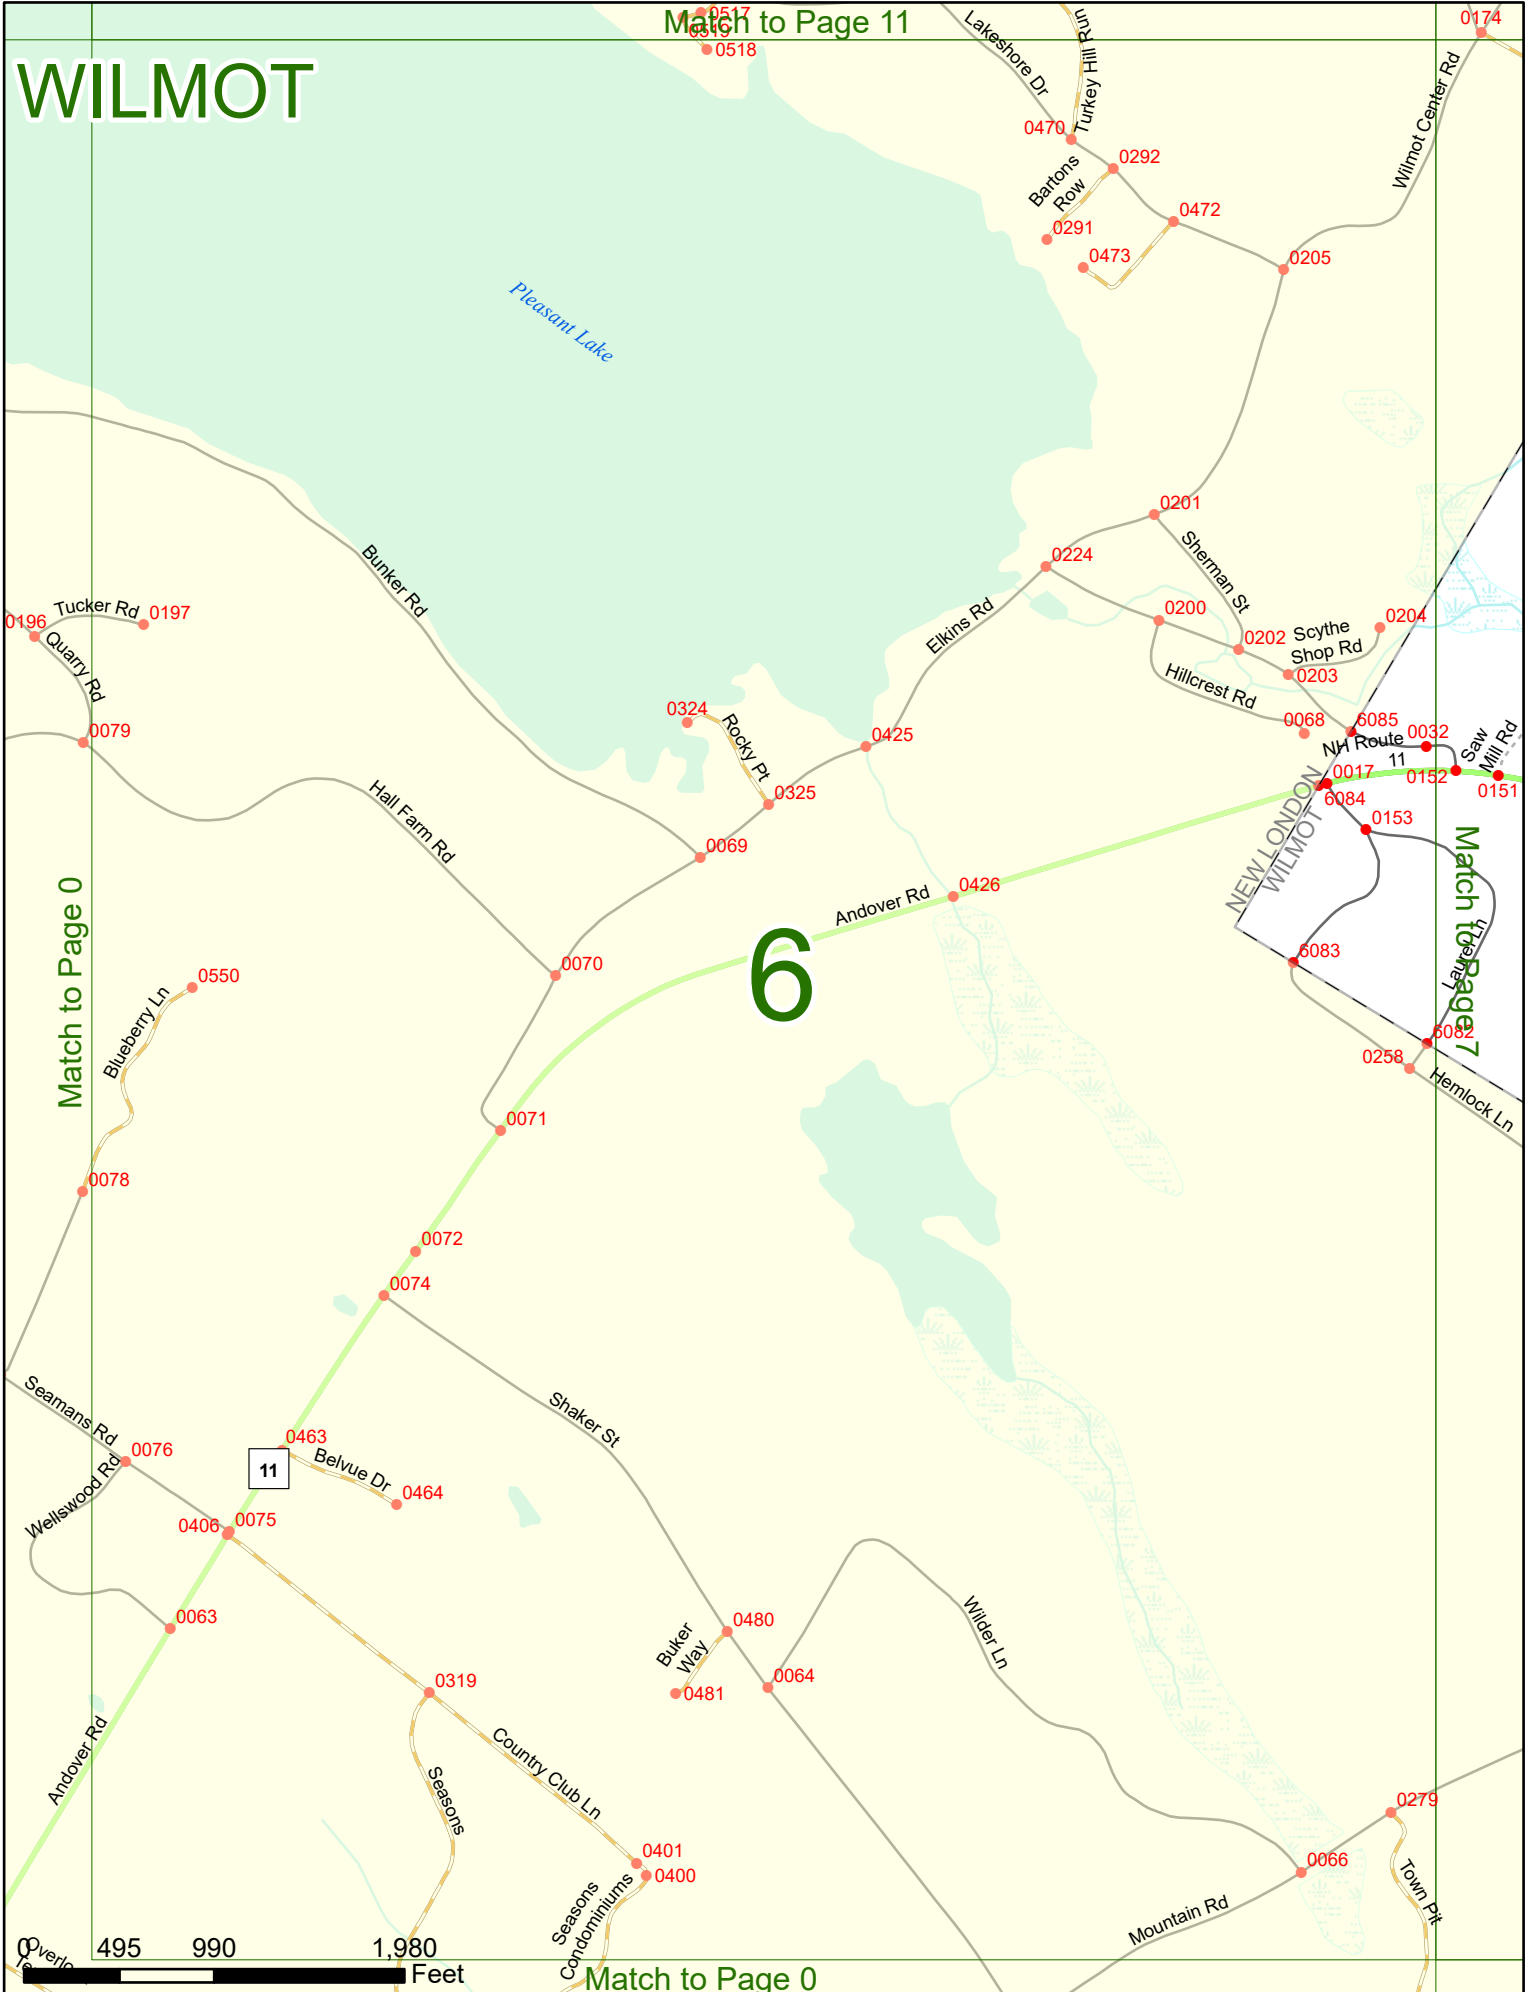 0517
Match to Page 11
0519
0518
WILMOT
Lakeshore Dr
Turkey Hill Run
0174
Wilmot Center Rd
0470
0292
Bartons
Row
0291
0472
0473
0205
Pleasant Lake
0201
0224
Sherman St
Bunker Rd
0196
Tucker Rd
0197
Quarry Rd
0079
Elkins Rd
0200
0202
Scythe
Shop Rd
0204
0203
Hillcrest Rd
0068
6085
0032
NH Route
11
Saw
Mill Rd
0152
0151
0017
6084
0153
0324
Rocky Pt
0425
0325
0069
Hall Farm Rd
NEW LONDON
WILMOT
Match to Page 7
Match to Page 0
Andover Rd
0426
6
6083
Laurel Ln
6082
0258
Hemlock Ln
0070
0550
Blueberry Ln
0071
0078
0072
0074
Seamans Rd
0076
Wellswood Rd
0463
11
Belvue Dr
0464
Shaker St
0406
0075
0063
0480
Buker
Way
0481
0064
Wilder Ln
0319
Andover Rd
Seasons
Country Club Ln
0401
0400
Seasons
Condominiums
0279
0066
Mountain Rd
Town Pit
0
495
990
1,980
Feet
Match to Page 0